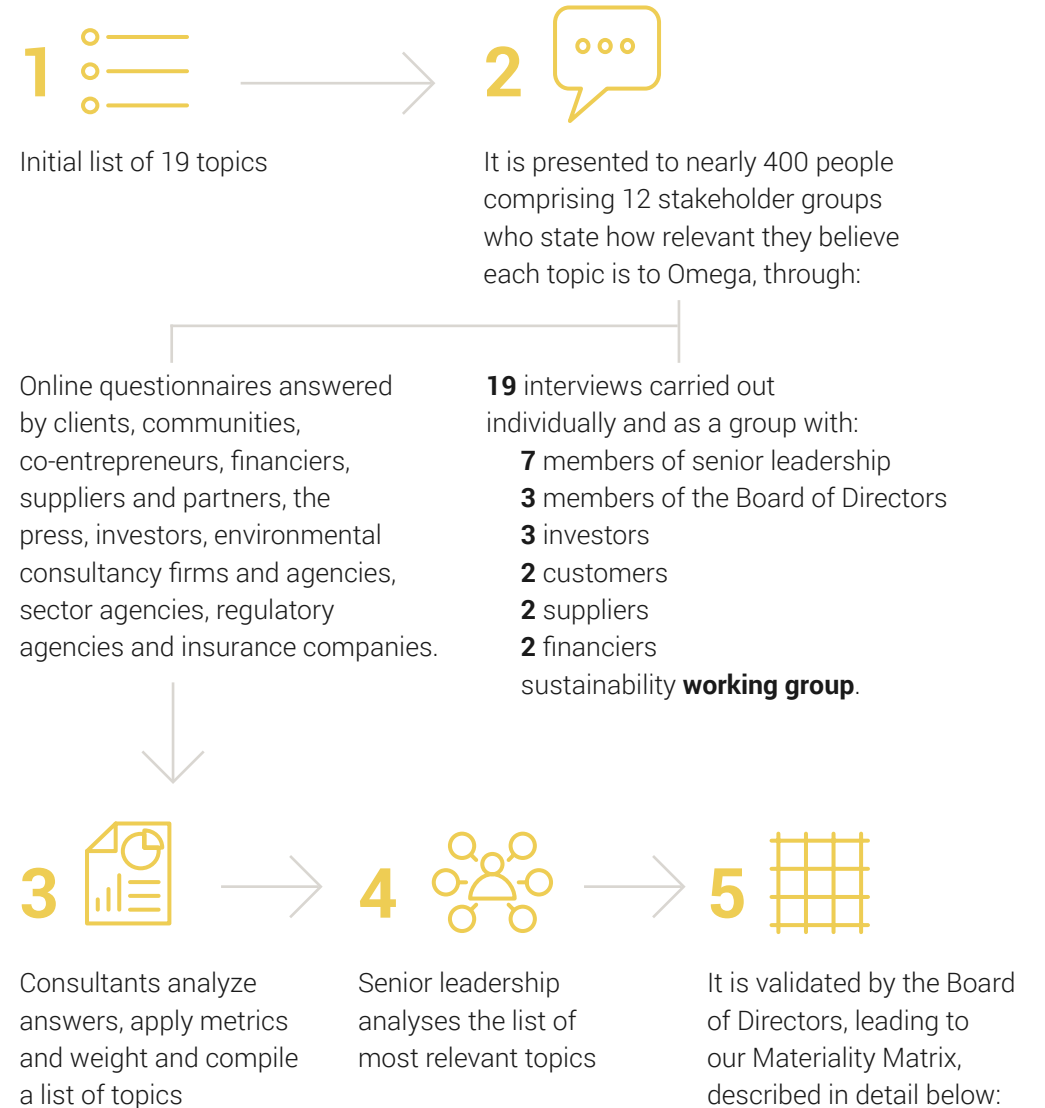 1
Initial list of 19 topics
2
It is presented to nearly 400 people
comprising 12 stakeholder groups
who state how relevant they believe
each topic is to Omega, through:
Online questionnaires answered
by clients, communities,
co-entrepreneurs, financiers,
suppliers and partners, the
press, investors, environmental
consultancy firms and agencies,
sector agencies, regulatory
agencies and insurance companies.
19 interviews carried out
individually and as a group with:
7 members of senior leadership
3 members of the Board of Directors
3 investors
2 customers
2 suppliers
2 financiers
sustainability working group.
3
Consultants analyze
answers, apply metrics
and weight and compile
a list of topics
4
Senior leadership
analyses the list of
most relevant topics
5
It is validated by the Board
of Directors, leading to
our Materiality Matrix,
described in detail below: